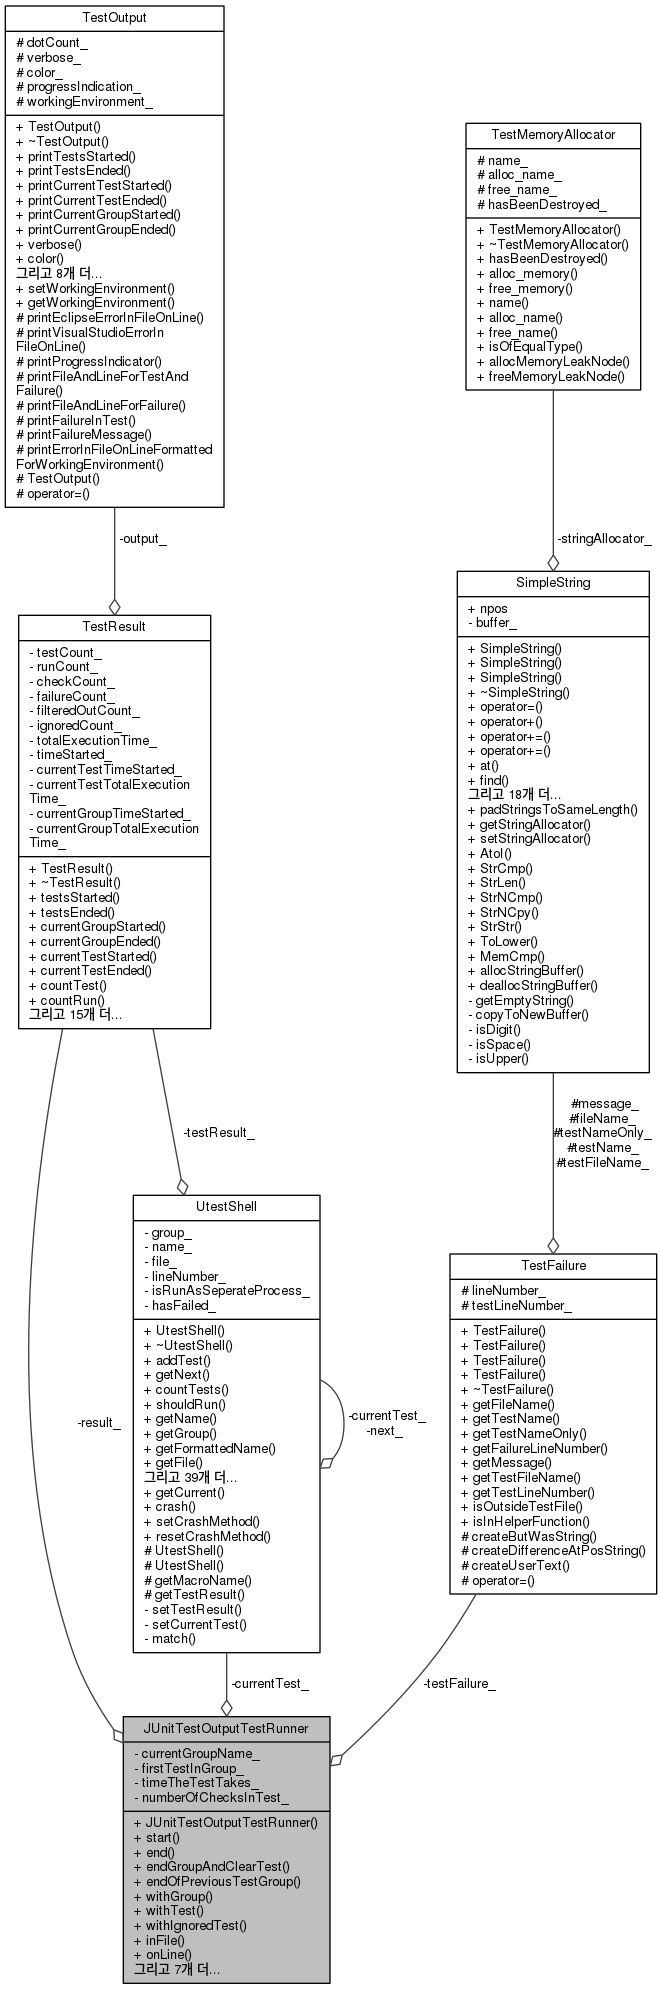 TestOutput
# dotCount_
# verbose_
# color_
# progressIndication_
# workingEnvironment_
+ TestOutput()
+ ~TestOutput()
+ printTestsStarted()
+ printTestsEnded()
+ printCurrentTestStarted()
+ printCurrentTestEnded()
+ printCurrentGroupStarted()
+ printCurrentGroupEnded()
+ verbose()
+ color()
그리고 8개 더...
+ setWorkingEnvironment()
+ getWorkingEnvironment()
# printEclipseErrorInFileOnLine()
# printVisualStudioErrorIn
FileOnLine()
# printProgressIndicator()
# printFileAndLineForTestAnd
Failure()
# printFileAndLineForFailure()
# printFailureInTest()
# printFailureMessage()
# printErrorInFileOnLineFormatted
ForWorkingEnvironment()
# TestOutput()
# operator=()
TestMemoryAllocator
# name_
# alloc_name_
# free_name_
# hasBeenDestroyed_
+ TestMemoryAllocator()
+ ~TestMemoryAllocator()
+ hasBeenDestroyed()
+ alloc_memory()
+ free_memory()
+ name()
+ alloc_name()
+ free_name()
+ isOfEqualType()
+ allocMemoryLeakNode()
+ freeMemoryLeakNode()
-output_
-stringAllocator_
TestResult
- testCount_
- runCount_
- checkCount_
- failureCount_
- filteredOutCount_
- ignoredCount_
- totalExecutionTime_
- timeStarted_
- currentTestTimeStarted_
- currentTestTotalExecution
Time_
- currentGroupTimeStarted_
- currentGroupTotalExecution
Time_
+ TestResult()
+ ~TestResult()
+ testsStarted()
+ testsEnded()
+ currentGroupStarted()
+ currentGroupEnded()
+ currentTestStarted()
+ currentTestEnded()
+ countTest()
+ countRun()
그리고 15개 더...
SimpleString
+ npos
- buffer_
+ SimpleString()
+ SimpleString()
+ SimpleString()
+ ~SimpleString()
+ operator=()
+ operator+()
+ operator+=()
+ operator+=()
+ at()
+ find()
그리고 18개 더...
+ padStringsToSameLength()
+ getStringAllocator()
+ setStringAllocator()
+ AtoI()
+ StrCmp()
+ StrLen()
+ StrNCmp()
+ StrNCpy()
+ StrStr()
+ ToLower()
+ MemCmp()
+ allocStringBuffer()
+ deallocStringBuffer()
- getEmptyString()
- copyToNewBuffer()
- isDigit()
- isSpace()
- isUpper()
-testResult_
#message_
#fileName_
#testNameOnly_
#testName_
#testFileName_
UtestShell
- group_
- name_
- file_
- lineNumber_
- isRunAsSeperateProcess_
- hasFailed_
+ UtestShell()
+ ~UtestShell()
+ addTest()
+ getNext()
+ countTests()
+ shouldRun()
+ getName()
+ getGroup()
+ getFormattedName()
+ getFile()
그리고 39개 더...
+ getCurrent()
+ crash()
+ setCrashMethod()
+ resetCrashMethod()
# UtestShell()
# UtestShell()
# getMacroName()
# getTestResult()
- setTestResult()
- setCurrentTest()
- match()
-currentTest_
-next_
TestFailure
# lineNumber_
# testLineNumber_
+ TestFailure()
+ TestFailure()
+ TestFailure()
+ TestFailure()
+ ~TestFailure()
+ getFileName()
+ getTestName()
+ getTestNameOnly()
+ getFailureLineNumber()
+ getMessage()
+ getTestFileName()
+ getTestLineNumber()
+ isOutsideTestFile()
+ isInHelperFunction()
# createButWasString()
# createDifferenceAtPosString()
# createUserText()
# operator=()
-result_
-currentTest_
-testFailure_
JUnitTestOutputTestRunner
- currentGroupName_
- firstTestInGroup_
- timeTheTestTakes_
- numberOfChecksInTest_
+ JUnitTestOutputTestRunner()
+ start()
+ end()
+ endGroupAndClearTest()
+ endOfPreviousTestGroup()
+ withGroup()
+ withTest()
+ withIgnoredTest()
+ inFile()
+ onLine()
그리고 7개 더...